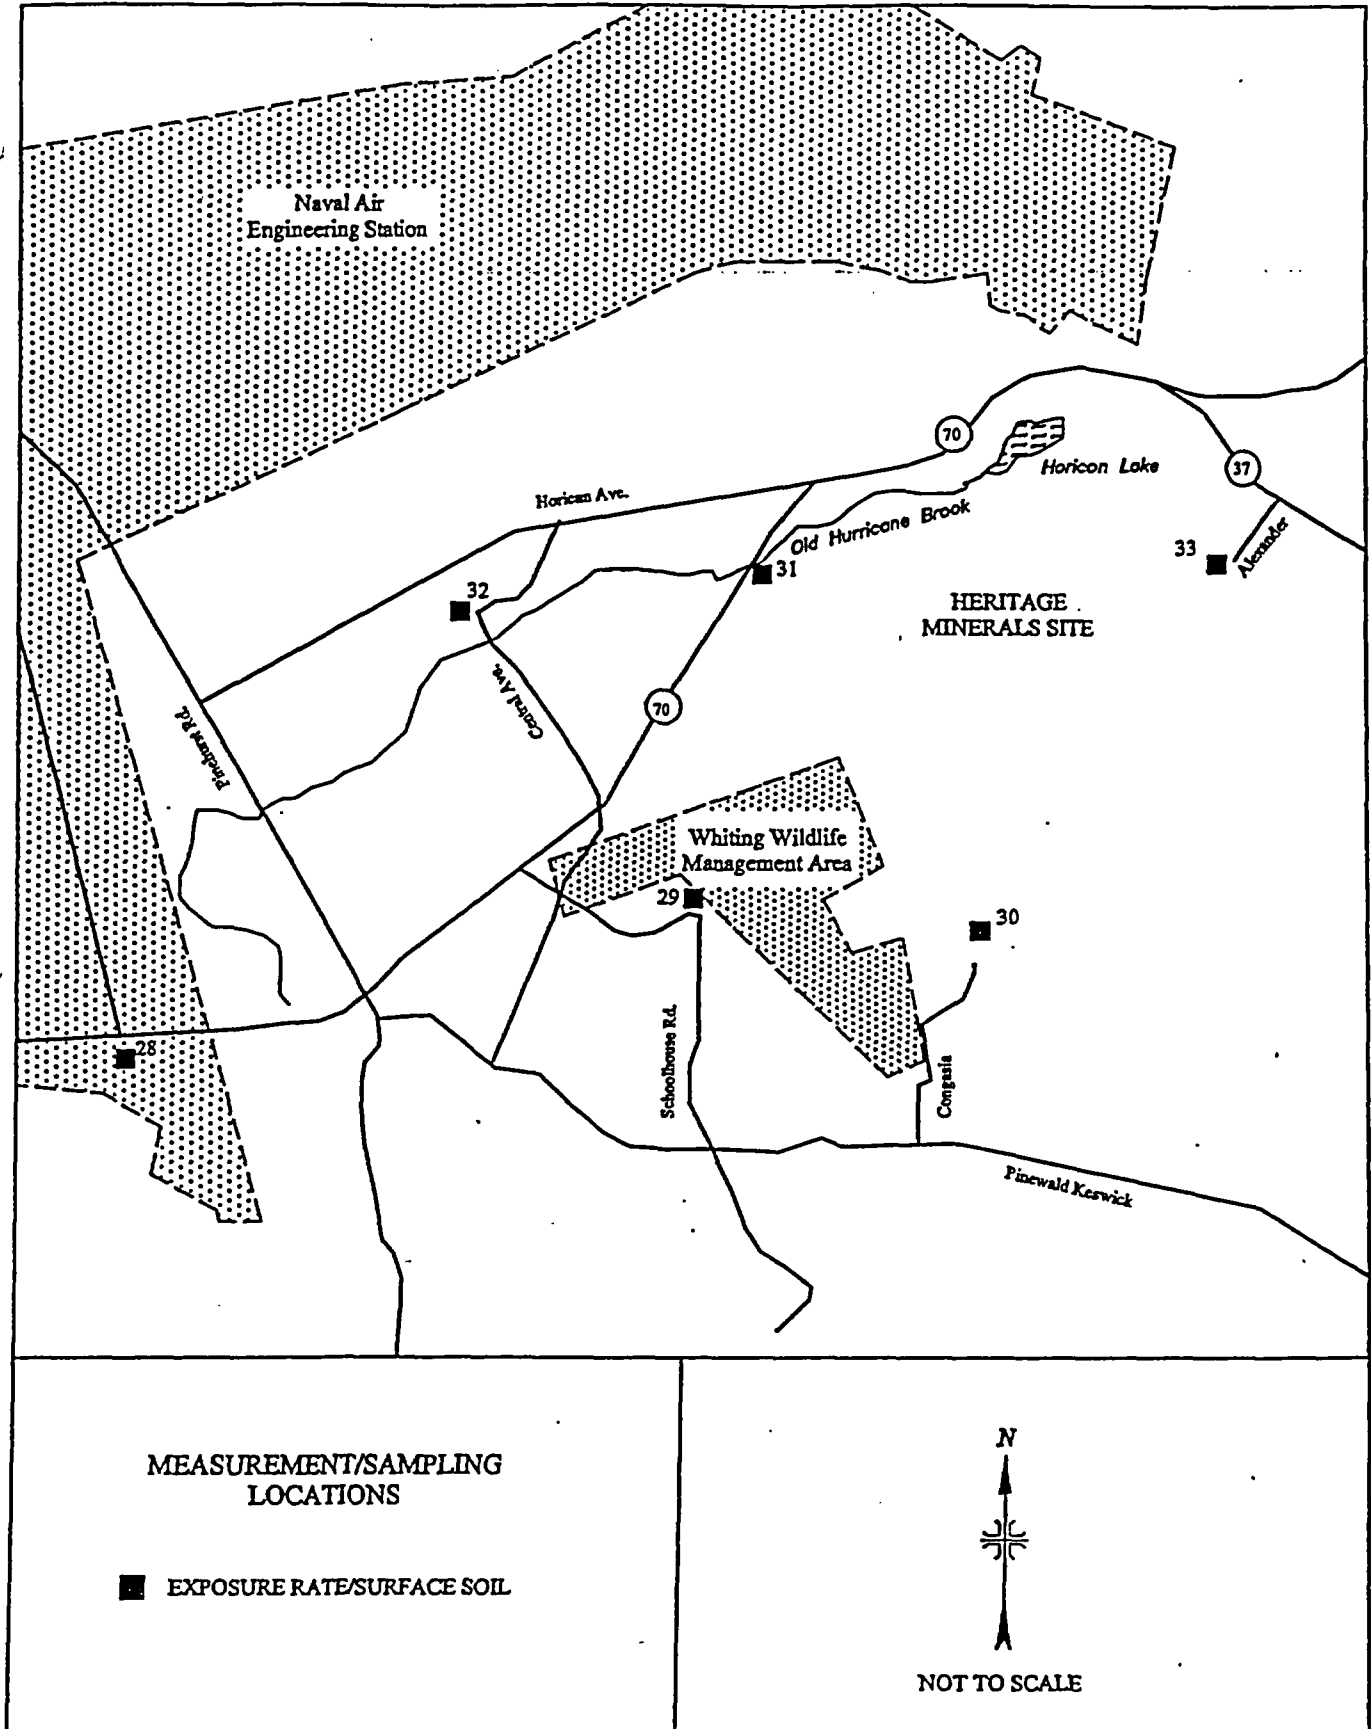 Naval Air
Engineering Station
70
Horicon Lake
37
Horican Ave.
Old Hurricane Brook
Alexander
33
31
32
HERITAGE
MINERALS SITE
Central Ave.
Pinehurst Rd.
70
Whiting Wildlife
Management Area
29
30
28
Schoolhouse Rd.
Congasia
Pinewald Keswick
MEASUREMENT/SAMPLING
LOCATIONS
EXPOSURE RATE/SURFACE SOIL
N
NOT TO SCALE